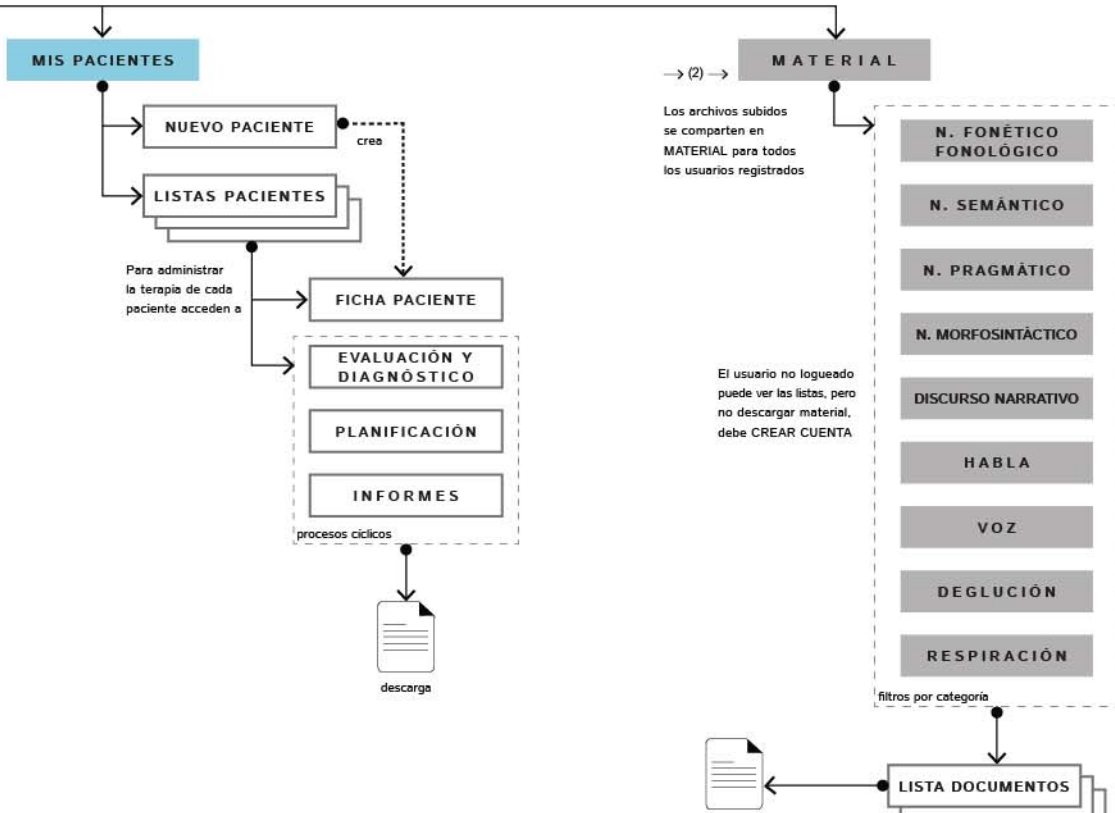 MIS PACIENTES
NUEVO PACIENTE
crea
LISTAS PACIENTES
Para administrar
la terapia de cada
paciente acceden a
FICHA PACIENTE
EVALUACIÓN Y
DIAGNÓSTICO
PLANIFICACIÓN
INFORMES
procesos cíclicos
descarga
MATERIAL
(2)
Los archivos subidos
se comparten en
MATERIAL para todos
los usuarios registrados
N. FONÉTICO
FONOLÓGICO
N. SEMÁNTICO
N. PRAGMÁTICO
N. MORFOSINTÁCTICO
El usuario no logueado
puede ver las listas, pero
no descargar material,
debe CREAR CUENTA
DISCURSO NARRATIVO
HABLA
VOZ
DEGLUCIÓN
RESPIRACIÓN
filtros por categoría
LISTA DOCUMENTOS